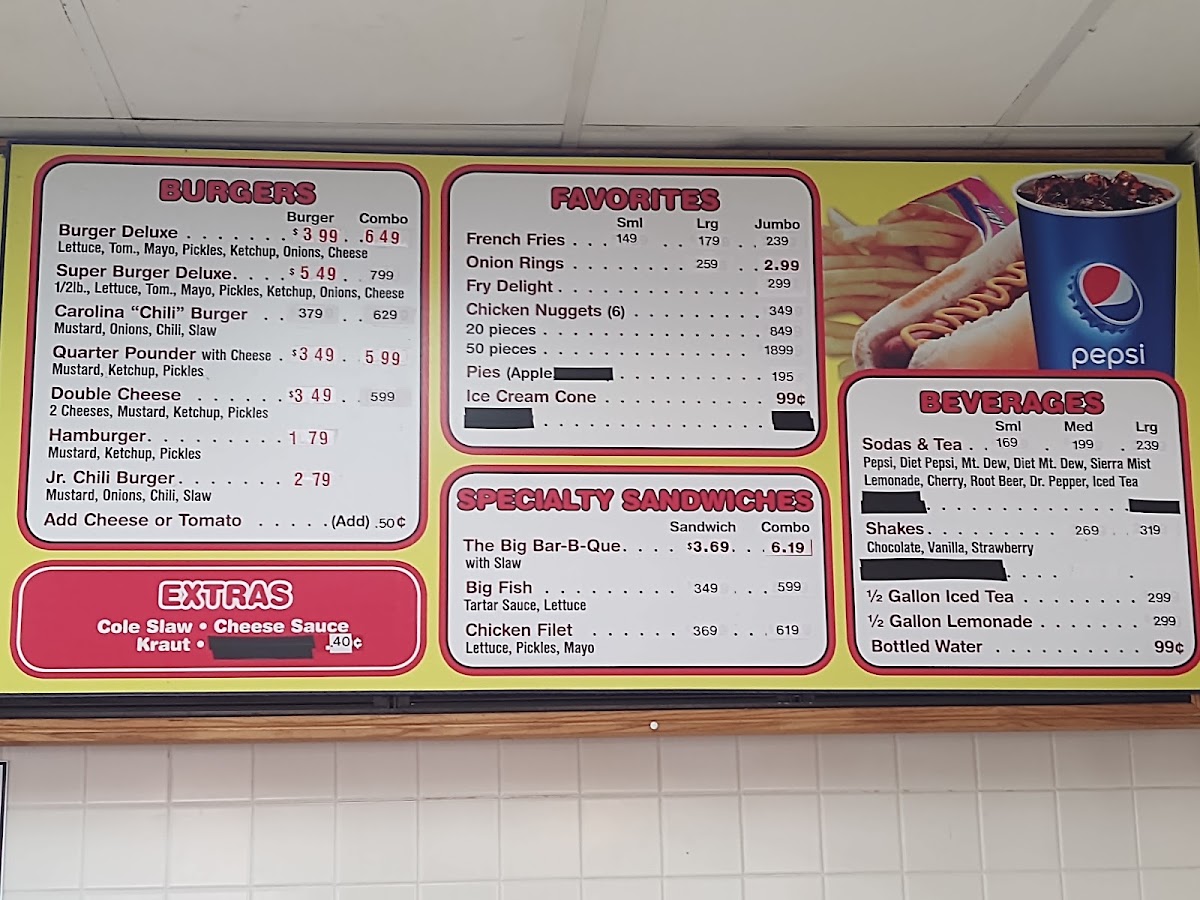 BURGERS
Burger Combo
Burger Deluxe . . . . . . . $3 99 . . 6 49
Lettuce, Tom., Mayo, Pickles, Ketchup, Onions, Cheese
Super Burger Deluxe. . . . $5 49 . . 799
1/2lb., Lettuce, Tom., Mayo, Pickles, Ketchup, Onions, Cheese
Carolina "Chili" Burger . . 379 . . 629
Mustard, Onions, Chili, Slaw
Quarter Pounder with Cheese . $3 49 . 5 99
Mustard, Ketchup, Pickles
Double Cheese . . . . . . $3 49 . . 599
2 Cheeses, Mustard, Ketchup, Pickles
Hamburger. . . . . . . . . 1 79
Mustard, Ketchup, Pickles
Jr. Chili Burger . . . . . . . 2 79
Mustard, Onions, Chili, Slaw
Add Cheese or Tomato . . . . . (Add) .50¢
EXTRAS
Cole Slaw • Cheese Sauce
Kraut • .40¢
FAVORITES
Sml Lrg Jumbo
French Fries . . . 149 . . . . 179 . . 239
Onion Rings . . . . . . . . 259 . . 2.99
Fry Delight . . . . . . . . . . . . . 299
Chicken Nuggets (6) . . . . . . . . 349
20 pieces . . . . . . . . . . . . . . 849
50 pieces . . . . . . . . . . . . . . 1899
Pies (Apple . . . . . . . . . 195
Ice Cream Cone . . . . . . . . . . 99¢
SPECIALTY SANDWICHES
Sandwich Combo
The Big Bar-B-Que. . . . . $3.69. . . 6.19
with Slaw
Big Fish . . . . . . . . . . 349 . . . 599
Tartar Sauce, Lettuce
Chicken Filet . . . . . . 369 . . . 619
Lettuce, Pickles, Mayo
pepsi
BEVERAGES
Sml Med Lrg
Sodas & Tea . . 169 . 199 . . 239
Pepsi, Diet Pepsi, Mt. Dew, Diet Mt. Dew, Sierra Mist
Lemonade, Cherry, Root Beer, Dr. Pepper, Iced Tea
Shakes. . . . . . . . . . 269 . . 319
Chocolate, Vanilla, Strawberry
½ Gallon Iced Tea . . . . . . . . 299
½ Gallon Lemonade . . . . . . . 299
Bottled Water . . . . . . . . . . 99¢